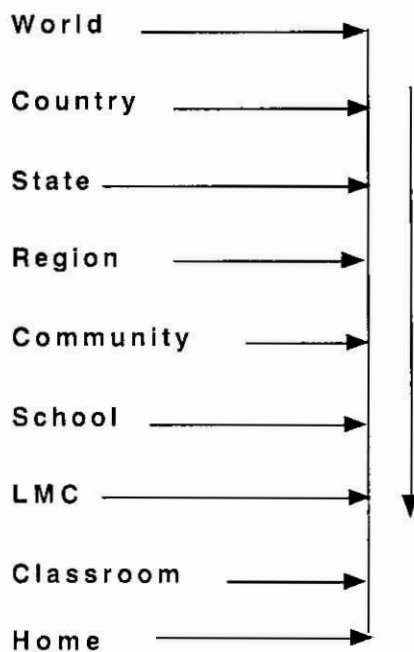 World
Country
State
Region
Community
School
LMC
Classroom
Home